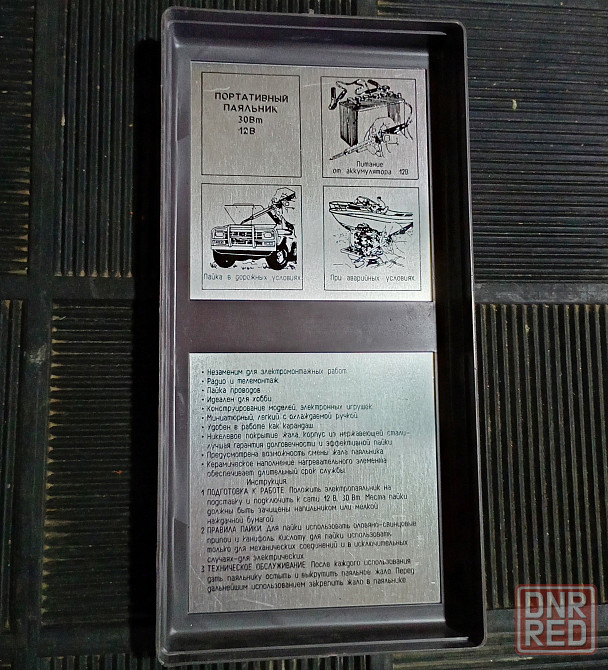 ПОРТАТИВНЫЙ
ПАЯЛЬНИК
30Вт
12В
Питание
от аккумулятора 12В
Пайка в дорожных условиях
При аварийных условиях
• Незаменим для электромонтажных работ
• Радио и телемонтаж
• Пайка проводов
• Идеален для хобби
• Конструирование моделей, электронных игрушек
• Миниатюрный, легкий с охлаждаемой ручкой
• Удобен в работе как карандаш
• Никелевое покрытие жала, корпус из нержавеющей стали-
лучшая гарантия долговечности и эффективной пайки
• Предусмотрена возможность смены жала паяльника
• Керамическое наполнение нагревательного элемента
обеспечивает длительный срок службы.
Инструкция
1 ПОДГОТОВКА К РАБОТЕ Положить электропаяльник на
подставку и подключить к сети 12 В, 30 Вт. Места пайки
должны быть зачищены напильником или мелкой
наждачной бумагой
2 ПРАВИЛА ПАЙКИ. Для пайки использовать оловяно-свинцовые
припои и канифоль. Кислоту для пайки использовать
только для механических соединений и в исключительных
случаях-для электрических
3 ТЕХНИЧЕСКОЕ ОБСЛУЖИВАНИЕ. После каждого использования
дать паяльнику остыть и выкрутить паяльное жало. Перед
дальнейшим использованием закрепить жало в паяльнике
DNR
RED